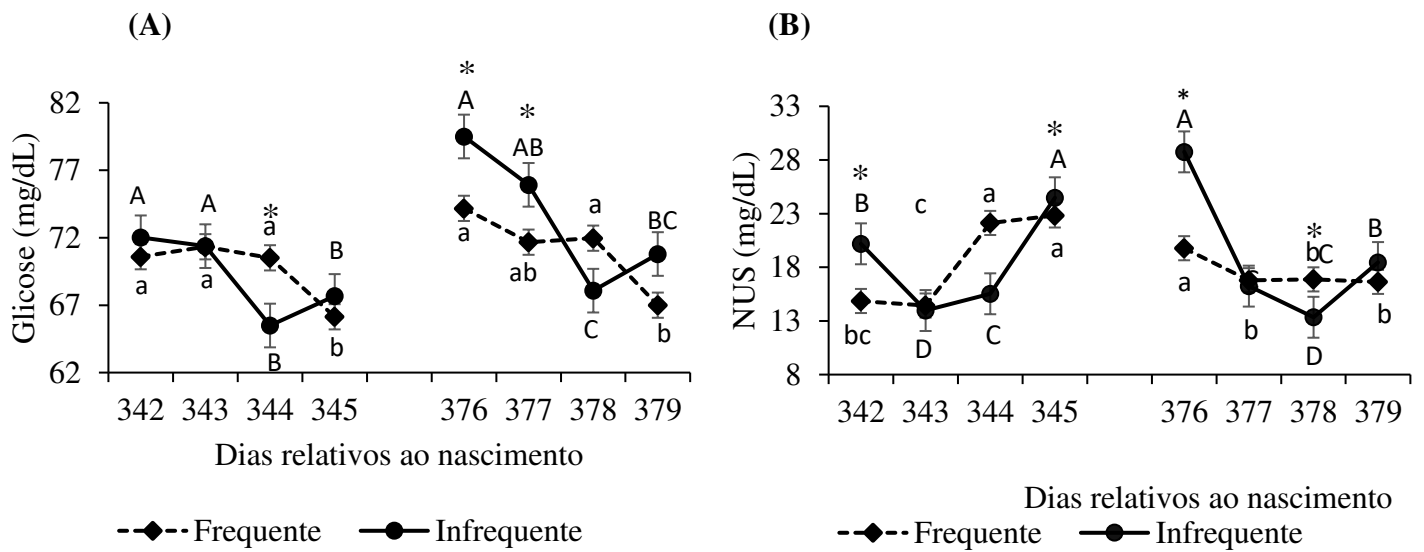 (A)
Glicose (mg/dL)
82
77
72
67
62
A A * a B
a a B b
* A * AB a BC
a ab C b
342 343 344 345 376 377 378 379
Dias relativos ao nascimento
Frequente Infrequente
(B)
NUS (mg/dL)
33
28
23
18
13
8
* B c a * A
bc D C a
* A C * b C B
a b D b
342 343 344 345 376 377 378 379
Dias relativos ao nascimento
Frequente Infrequente